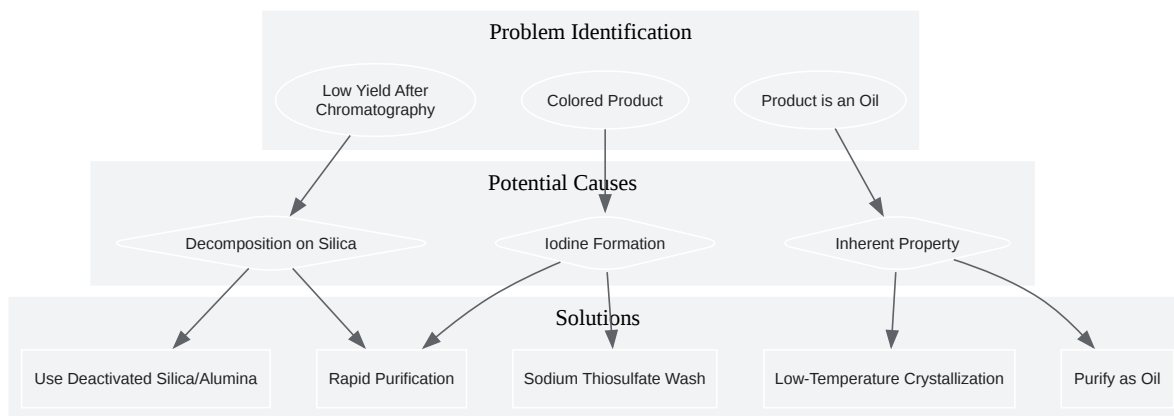 Problem Identification
Low Yield After
Chromatography
Colored Product
Product is an Oil
Potential Causes
Decomposition on Silica
Iodine Formation
Inherent Property
Solutions
Use Deactivated Silica/Alumina
Rapid Purification
Sodium Thiosulfate Wash
Low-Temperature Crystallization
Purify as Oil